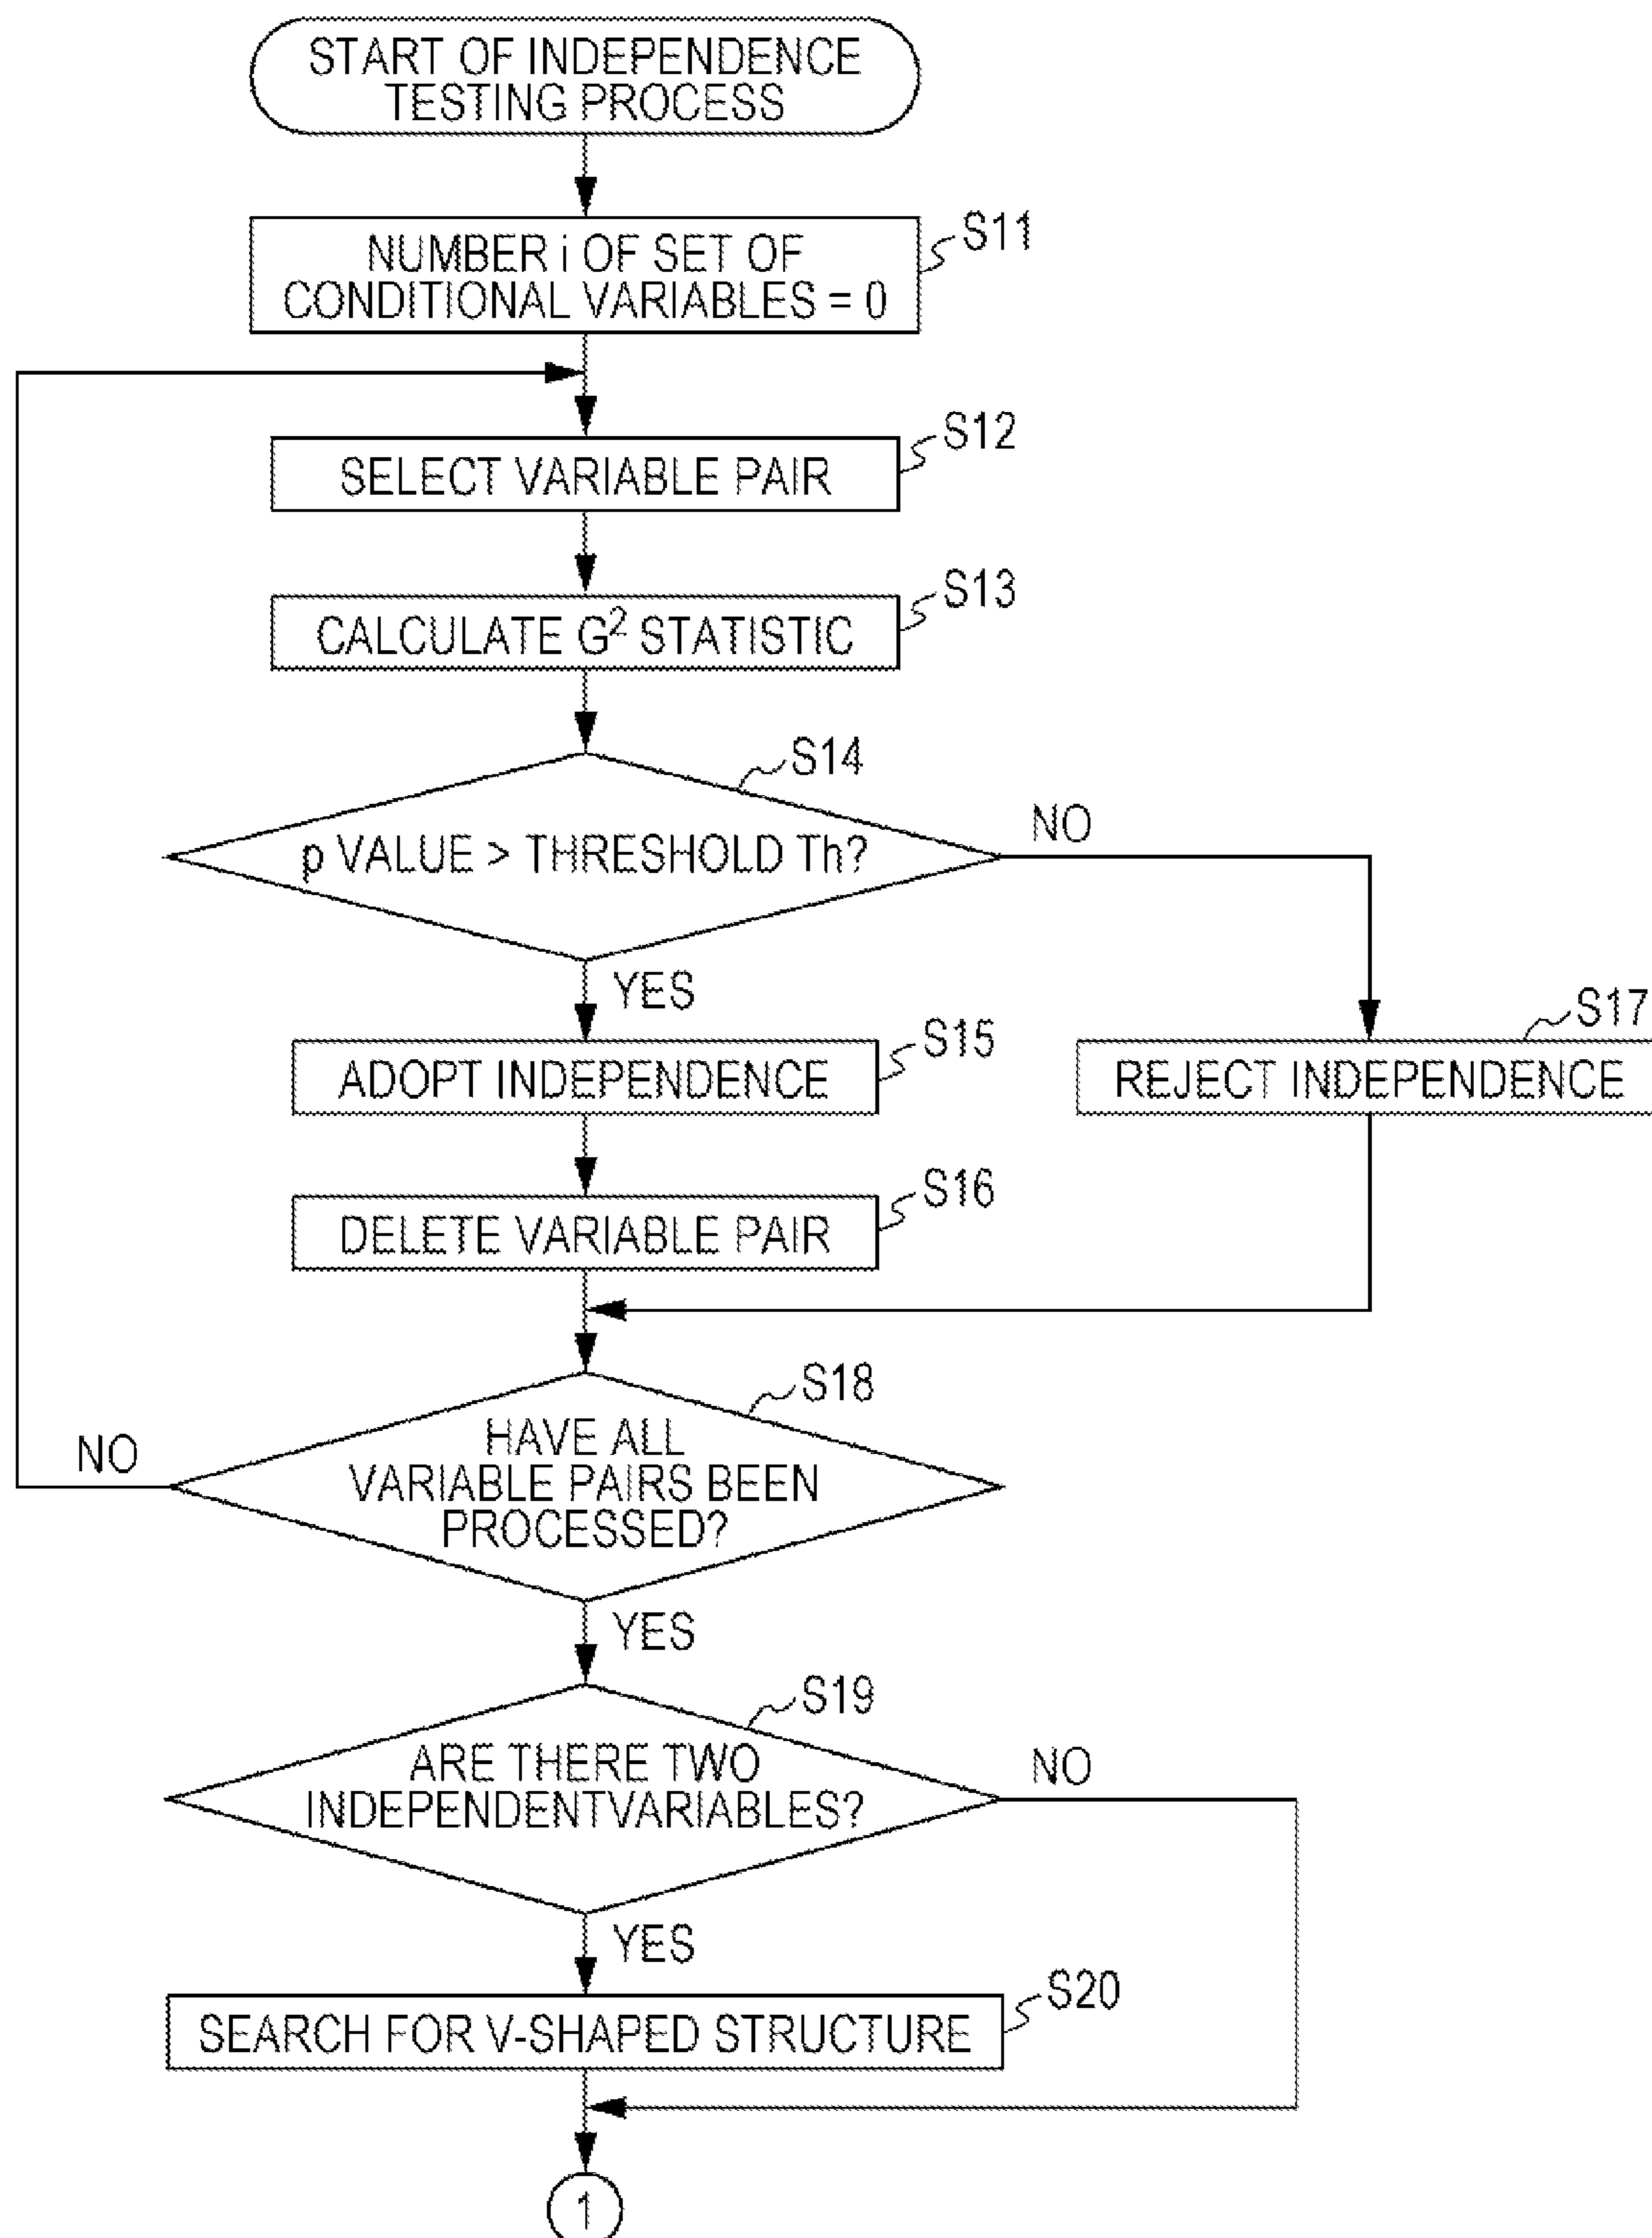 START OF INDEPENDENCE
TESTING PROCESS
S11
NUMBER i OF SET OF
CONDITIONAL VARIABLES = 0
S12
SELECT VARIABLE PAIR
S13
CALCULATE G² STATISTIC
S14
p VALUE > THRESHOLD Th?
NO
YES
S15
ADOPT INDEPENDENCE
S17
REJECT INDEPENDENCE
S16
DELETE VARIABLE PAIR
S18
HAVE ALL
VARIABLE PAIRS BEEN
PROCESSED?
NO
YES
S19
ARE THERE TWO
INDEPENDENTVARIABLES?
NO
YES
S20
SEARCH FOR V-SHAPED STRUCTURE
1